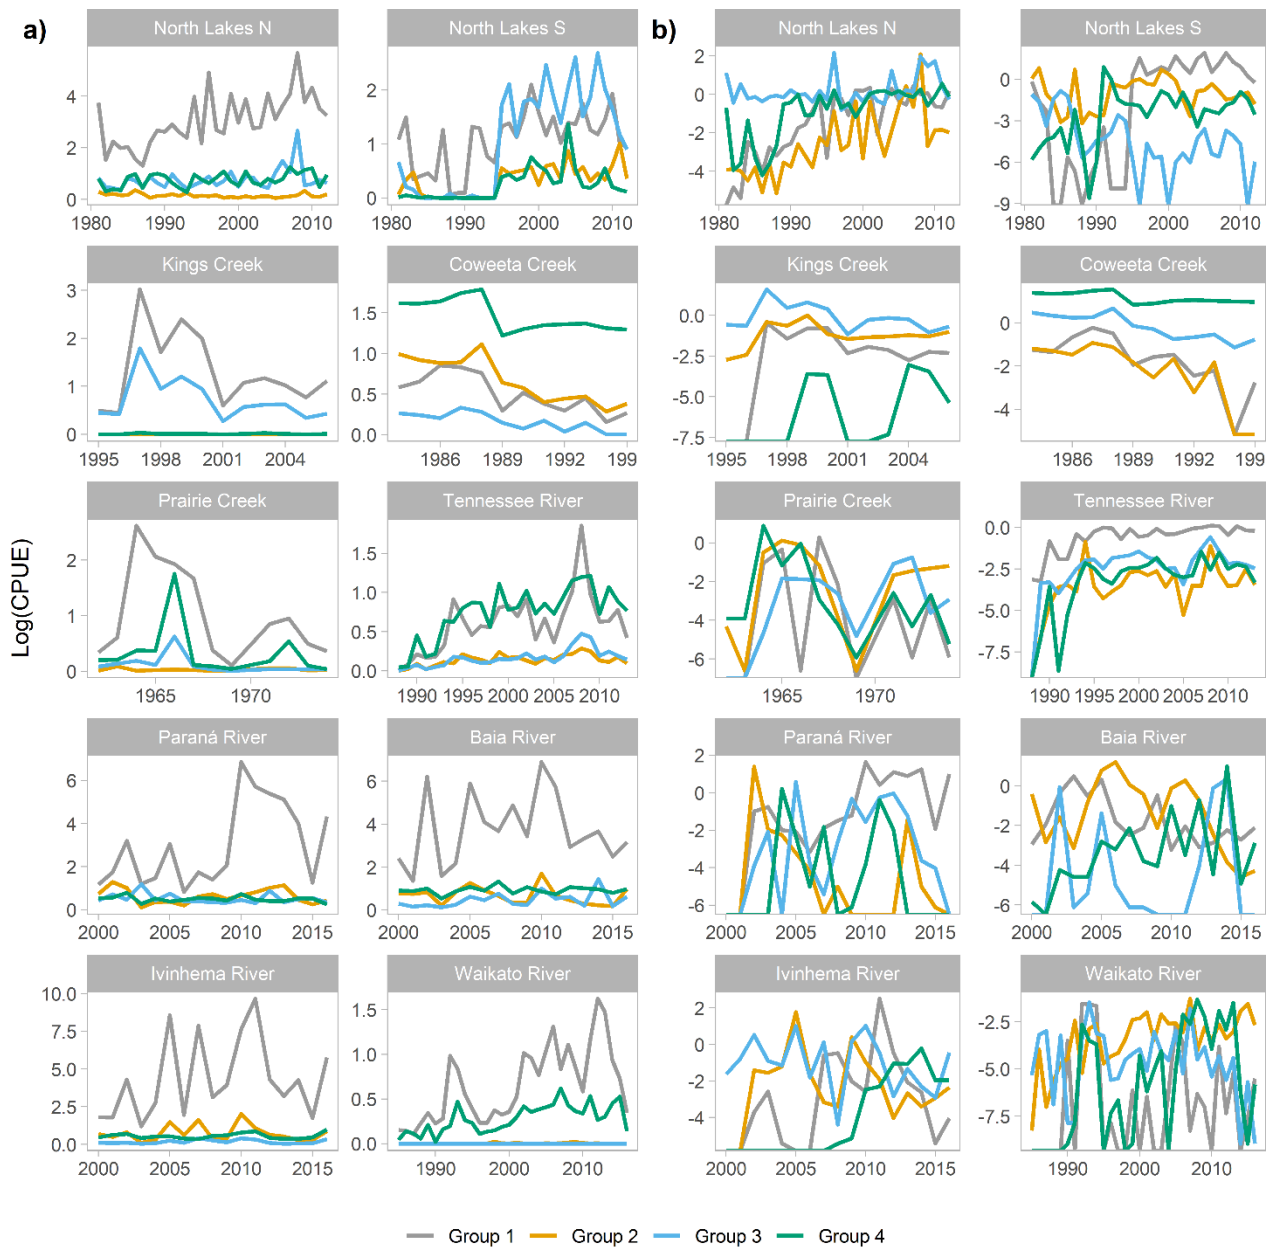 a)
b)
North Lakes N
North Lakes S
North Lakes N
North Lakes S
4
2
0
2
1
0
2
0
-2
-4
0
-3
-6
-9
1980 1990 2000 2010
1980 1990 2000 2010
1980 1990 2000 2010
1980 1990 2000 2010
Kings Creek
Coweeta Creek
Kings Creek
Coweeta Creek
3
2
1
0
1.5
1.0
0.5
0.0
0.0
-2.5
-5.0
-7.5
0
-2
-4
1995 1998 2001 2004
1986 1989 1992 199
1995 1998 2001 2004
1986 1989 1992 199
Log(CPUE)
Prairie Creek
Tennessee River
Prairie Creek
Tennessee River
2
1
0
1.5
1.0
0.5
0.0
0
-2
-4
-6
0.0
-2.5
-5.0
-7.5
1965 1970
1990 1995 2000 2005 2010
1965 1970
1990 1995 2000 2005 2010
Paraná River
Baia River
Paraná River
Baia River
6
4
2
0
6
4
2
0
2
0
-2
-4
-6
0
-2
-4
-6
2000 2005 2010 2015
2000 2005 2010 2015
2000 2005 2010 2015
2000 2005 2010 2015
Ivinhema River
Waikato River
Ivinhema River
Waikato River
10.0
7.5
5.0
2.5
0.0
1.5
1.0
0.5
0.0
2
0
-2
-4
-2.5
-5.0
-7.5
2000 2005 2010 2015
1990 2000 2010
2000 2005 2010 2015
1990 2000 2010
Group 1 Group 2 Group 3 Group 4